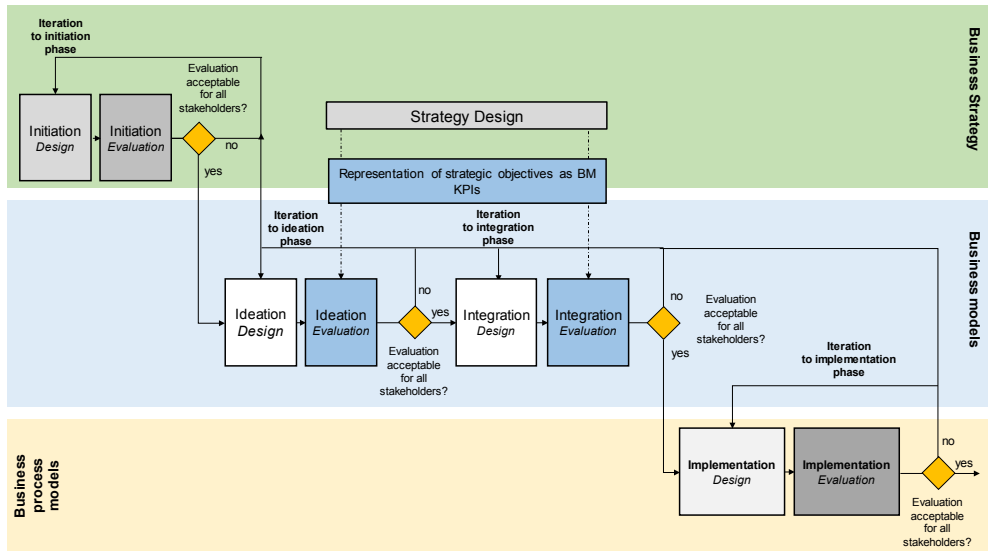 Iteration
to initiation
phase
Evaluation
acceptable
for all
stakeholders?
Business Strategy
Initiation
Design
Initiation
Evaluation
no
yes
Strategy Design
Representation of strategic objectives as BM
KPIs
Iteration
to ideation
phase
Iteration
to integration
phase
Business models
Ideation
Design
Ideation
Evaluation
no
yes
Evaluation
acceptable
for all
stakeholders?
Integration
Design
Integration
Evaluation
no
yes
Evaluation
acceptable
for all
stakeholders?
Iteration
to implementation
phase
Business
process
models
Implementation
Design
Implementation
Evaluation
no
yes
Evaluation
acceptable
for all
stakeholders?